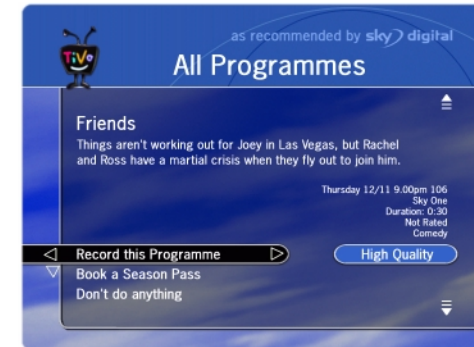 as recommended by sky digital
TiVo
All Programmes
Friends
Things aren't working out for Joey in Las Vegas, but Rachel
and Ross have a martial crisis when they fly out to join him.
Thursday 12/11 9.00pm 106
Sky One
Duration: 0:30
Not Rated
Comedy
Record this Programme
High Quality
Book a Season Pass
Don't do anything